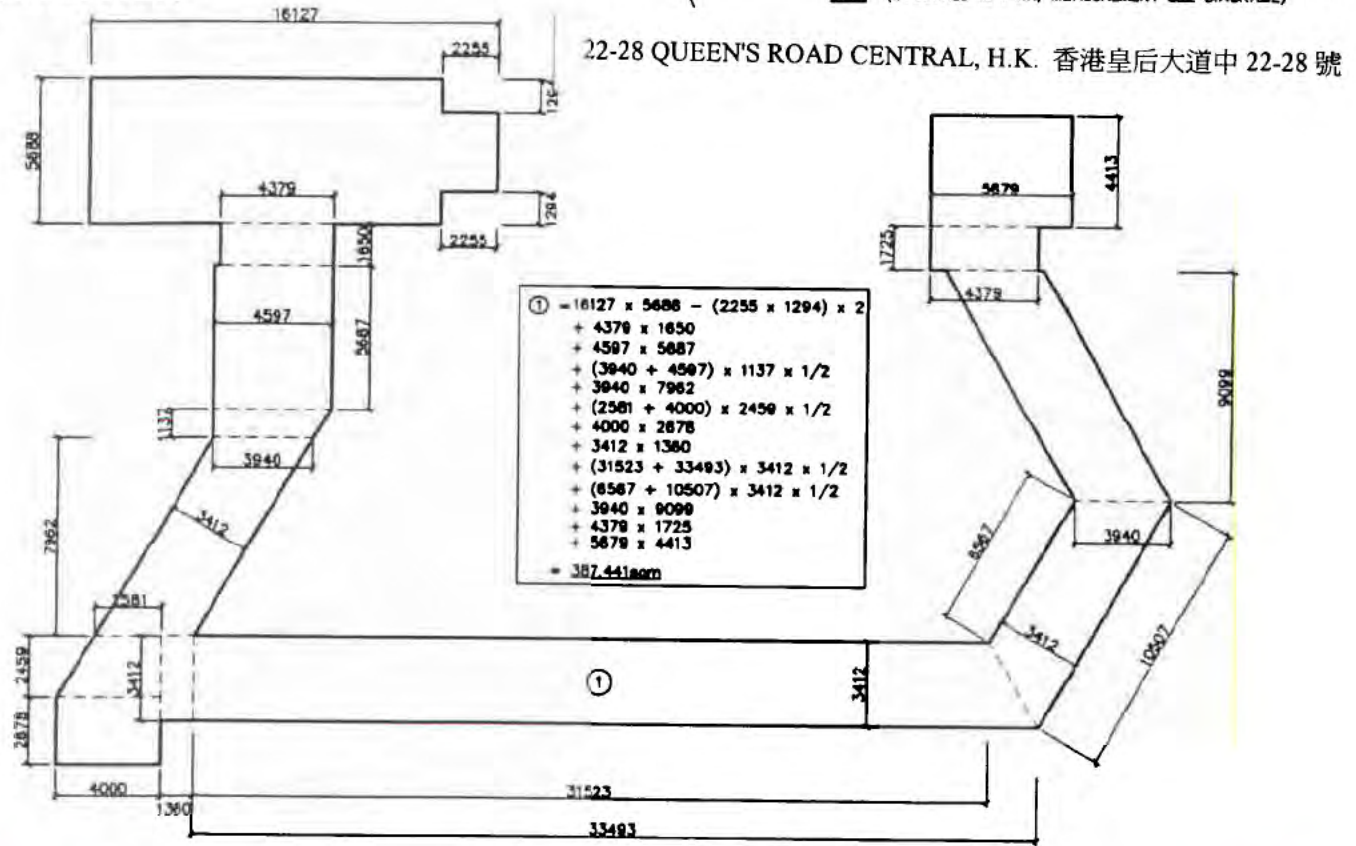 16127
2255
22-28 QUEEN'S ROAD CENTRAL, H.K. 香港皇后大道中 22-28 號
5688
4379
1294
2255
1650
4597
5687
1137
3940
7962
3412
2581
2459
3412
2878
4000
1360
① = 16127 x 5688 - (2255 x 1294) x 2
+ 4379 x 1650
+ 4597 x 5687
+ (3940 + 4597) x 1137 x 1/2
+ 3940 x 7962
+ (2581 + 4000) x 2459 x 1/2
+ 4000 x 2878
+ 3412 x 1360
+ (31523 + 33493) x 3412 x 1/2
+ (8567 + 10507) x 3412 x 1/2
+ 3940 x 9099
+ 4379 x 1725
+ 5679 x 4413
= 387.441sqm
5679
4413
1725
4379
9099
3940
8567
3412
10507
①
3412
31523
33493